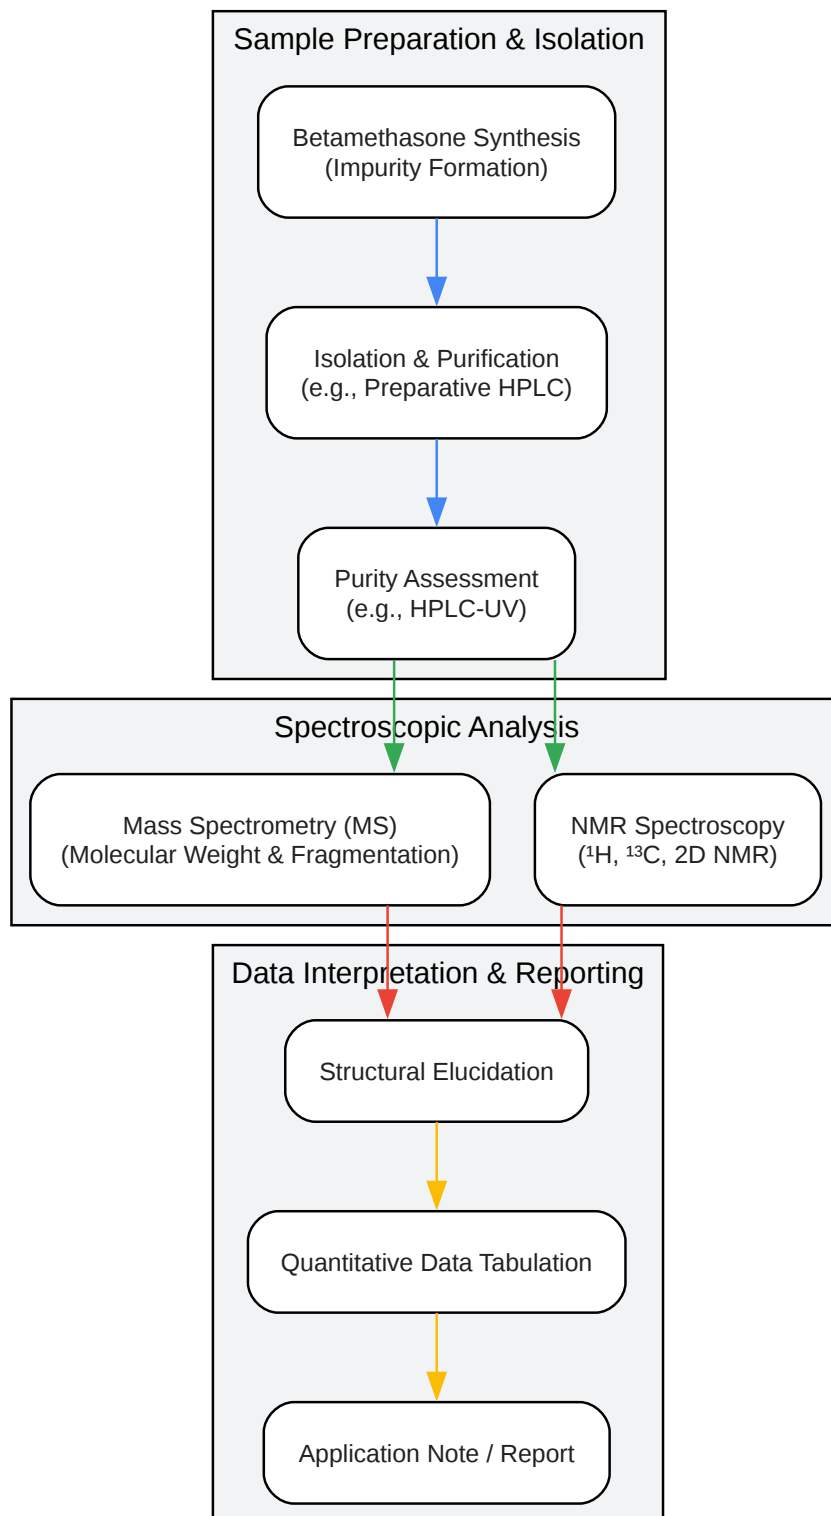 Sample Preparation & Isolation
Betamethasone Synthesis
(Impurity Formation)
Isolation & Purification
(e.g., Preparative HPLC)
Purity Assessment
(e.g., HPLC-UV)
Spectroscopic Analysis
Mass Spectrometry (MS)
(Molecular Weight & Fragmentation)
NMR Spectroscopy
(¹H, ¹³C, 2D NMR)
Data Interpretation & Reporting
Structural Elucidation
Quantitative Data Tabulation
Application Note / Report